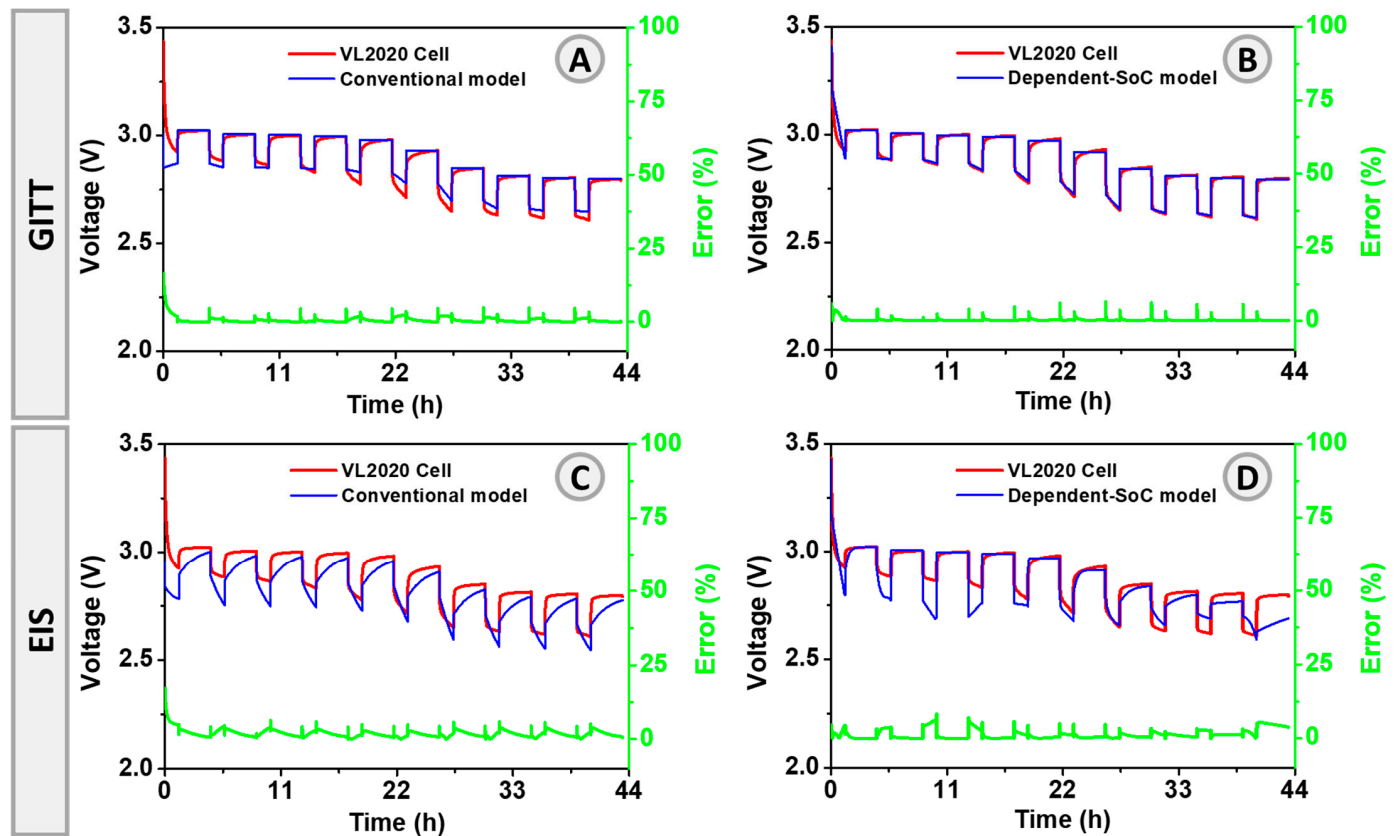 GITT
3.5
3.0
2.5
2.0
Voltage (V)
VL2020 Cell
Conventional model
A
100
75
50
25
0
Error (%)
0 11 22 33 44
Time (h)
3.5
3.0
2.5
2.0
Voltage (V)
VL2020 Cell
Dependent-SoC model
B
100
75
50
25
0
Error (%)
0 11 22 33 44
Time (h)
EIS
3.5
3.0
2.5
2.0
Voltage (V)
VL2020 Cell
Conventional model
C
100
75
50
25
0
Error (%)
0 11 22 33 44
Time (h)
3.5
3.0
2.5
2.0
Voltage (V)
VL2020 Cell
Dependent-SoC model
D
100
75
50
25
0
Error (%)
0 11 22 33 44
Time (h)